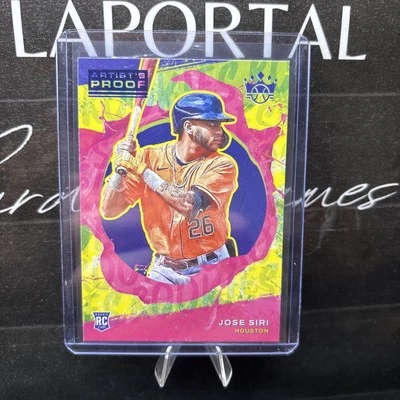 LAPORTAL
ARTIST'S
PROOF
26
RC
JOSE SIRI
HOUSTON